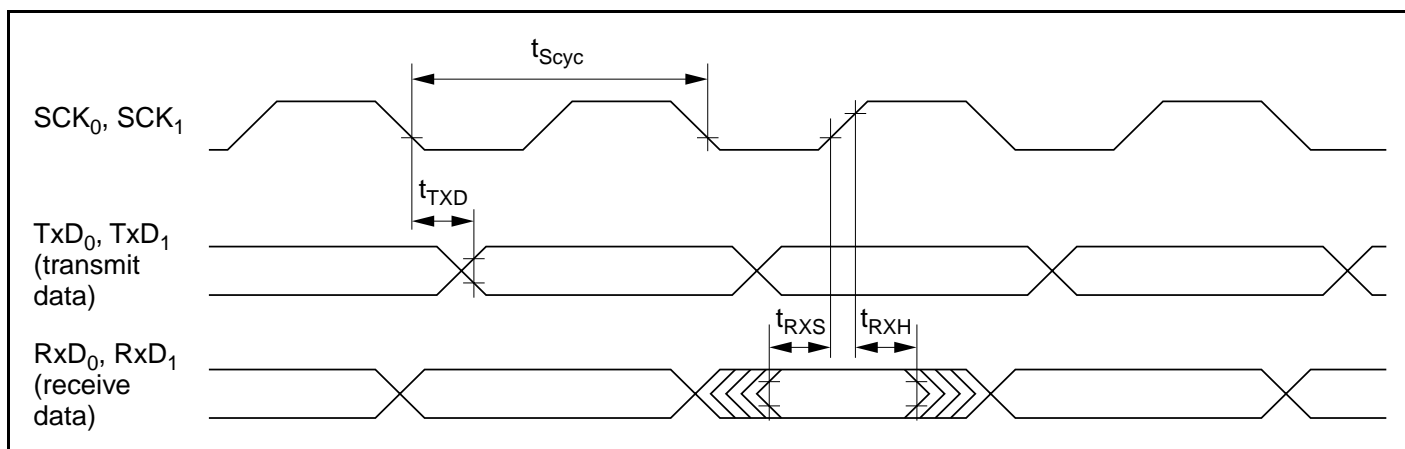 tScyc
SCK0, SCK1
tTXD
TxD0, TxD1
(transmit
data)
tRXS
tRXH
RxD0, RxD1
(receive
data)